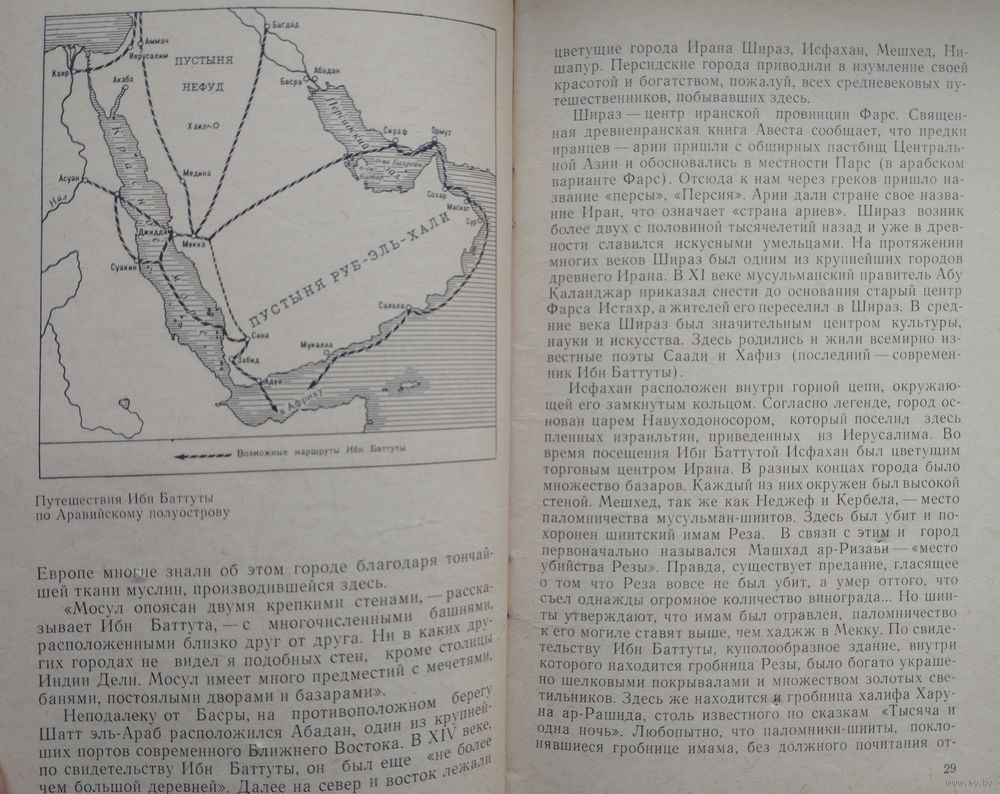 Амман
Иерусалим
Каир
Акаба
Багдад
ПУСТЫНЯ
НЕФУД
Басра
Абадан
Хаил
Персидский
Сираф
Ормуз
Асуан
Нил
Медина
Красное
Сохар
Маскат
Сур
Джидда
Мекка
Суакин
ПУСТЫНЯ РУБ-ЭЛЬ-ХАЛИ
Салала
Сана
Мукалла
Забид
Аден
в Африку
Возможные маршруты Ибн Баттуты
Путешествия Ибн Баттуты
по Аравийскому полуострову
Европе многие знали об этом городе благодаря тончай-
шей ткани муслин, производившейся здесь.
«Мосул опоясан двумя крепкими стенами, — расска-
зывает Ибн Баттута, — с многочисленными башнями,
расположенными близко друг от друга. Ни в каких дру-
гих городах не видел я подобных стен, кроме столицы
Индии Дели. Мосул имеет много предместий с мечетями,
банями, постоялыми дворами и базарами».
Неподалеку от Басры, на противоположном берегу
Шатт эль-Араб расположился Абадан, один из крупней-
ших портов современного Ближнего Востока. В XIV веке,
по свидетельству Ибн Баттуты, он был еще «не более
чем большой деревней». Далее на север и восток лежали
цветущие города Ирана Шираз, Исфахан, Мешхед, Ни-
шапур. Персидские города приводили в изумление своей
красотой и богатством, пожалуй, всех средневековых пу-
тешественников, побывавших здесь.
Шираз — центр иранской провинции Фарс. Священ-
ная древнеиранская книга Авеста сообщает, что предки
иранцев — арии пришли с обширных пастбищ Централь-
ной Азии и обосновались в местности Парс (в арабском
варианте Фарс). Отсюда к нам через греков пришло на-
звание «персы», «Персия». Арии дали стране свое назва-
ние Иран, что означает «страна ариев». Шираз возник
более двух с половиной тысячелетий назад и уже в древ-
ности славился искусными умельцами. На протяжении
многих веков Шираз был одним из крупнейших городов
древнего Ирана. В XI веке мусульманский правитель Абу
Каланджар приказал снести до основания старый центр
Фарса Истахр, а жителей его переселил в Шираз. В сред-
ние века Шираз был значительным центром культуры,
науки и искусства. Здесь родились и жили всемирно из-
вестные поэты Саади и Хафиз (последний — современ-
ник Ибн Баттуты).
Исфахан расположен внутри горной цепи, окружаю-
щей его замкнутым кольцом. Согласно легенде, город ос-
нован царем Навуходоносором, который поселил здесь
пленных израильтян, приведенных из Иерусалима. Во
время посещения Ибн Баттутой Исфахан был цветущим
торговым центром Ирана. В разных концах города было
множество базаров. Каждый из них окружен был высокой
стеной. Мешхед, так же как Неджеф и Кербела, — место
паломничества мусульман-шиитов. Здесь был убит и по-
хоронен шиитский имам Реза. В связи с этим и город
первоначально назывался Машхад ар-Ризави — «место
убийства Резы». Правда, существует предание, гласящее
о том что Реза вовсе не был убит, а умер оттого, что
съел однажды огромное количество винограда... Но шии-
ты утверждают, что имам был отравлен, паломничество
к его могиле ставят выше, чем хаджж в Мекку. По свиде-
тельству Ибн Баттуты, куполообразное здание, внутри
которого находится гробница Резы, было богато украше-
но шелковыми покрывалами и множеством золотых све-
тильников. Здесь же находится и гробница халифа Хару-
на ар-Рашида, столь известного по сказкам «Тысяча и
одна ночь». Любопытно, что паломники-шииты, покло-
нявшиеся гробнице имама, без должного почитания от-
29
www.ay.by